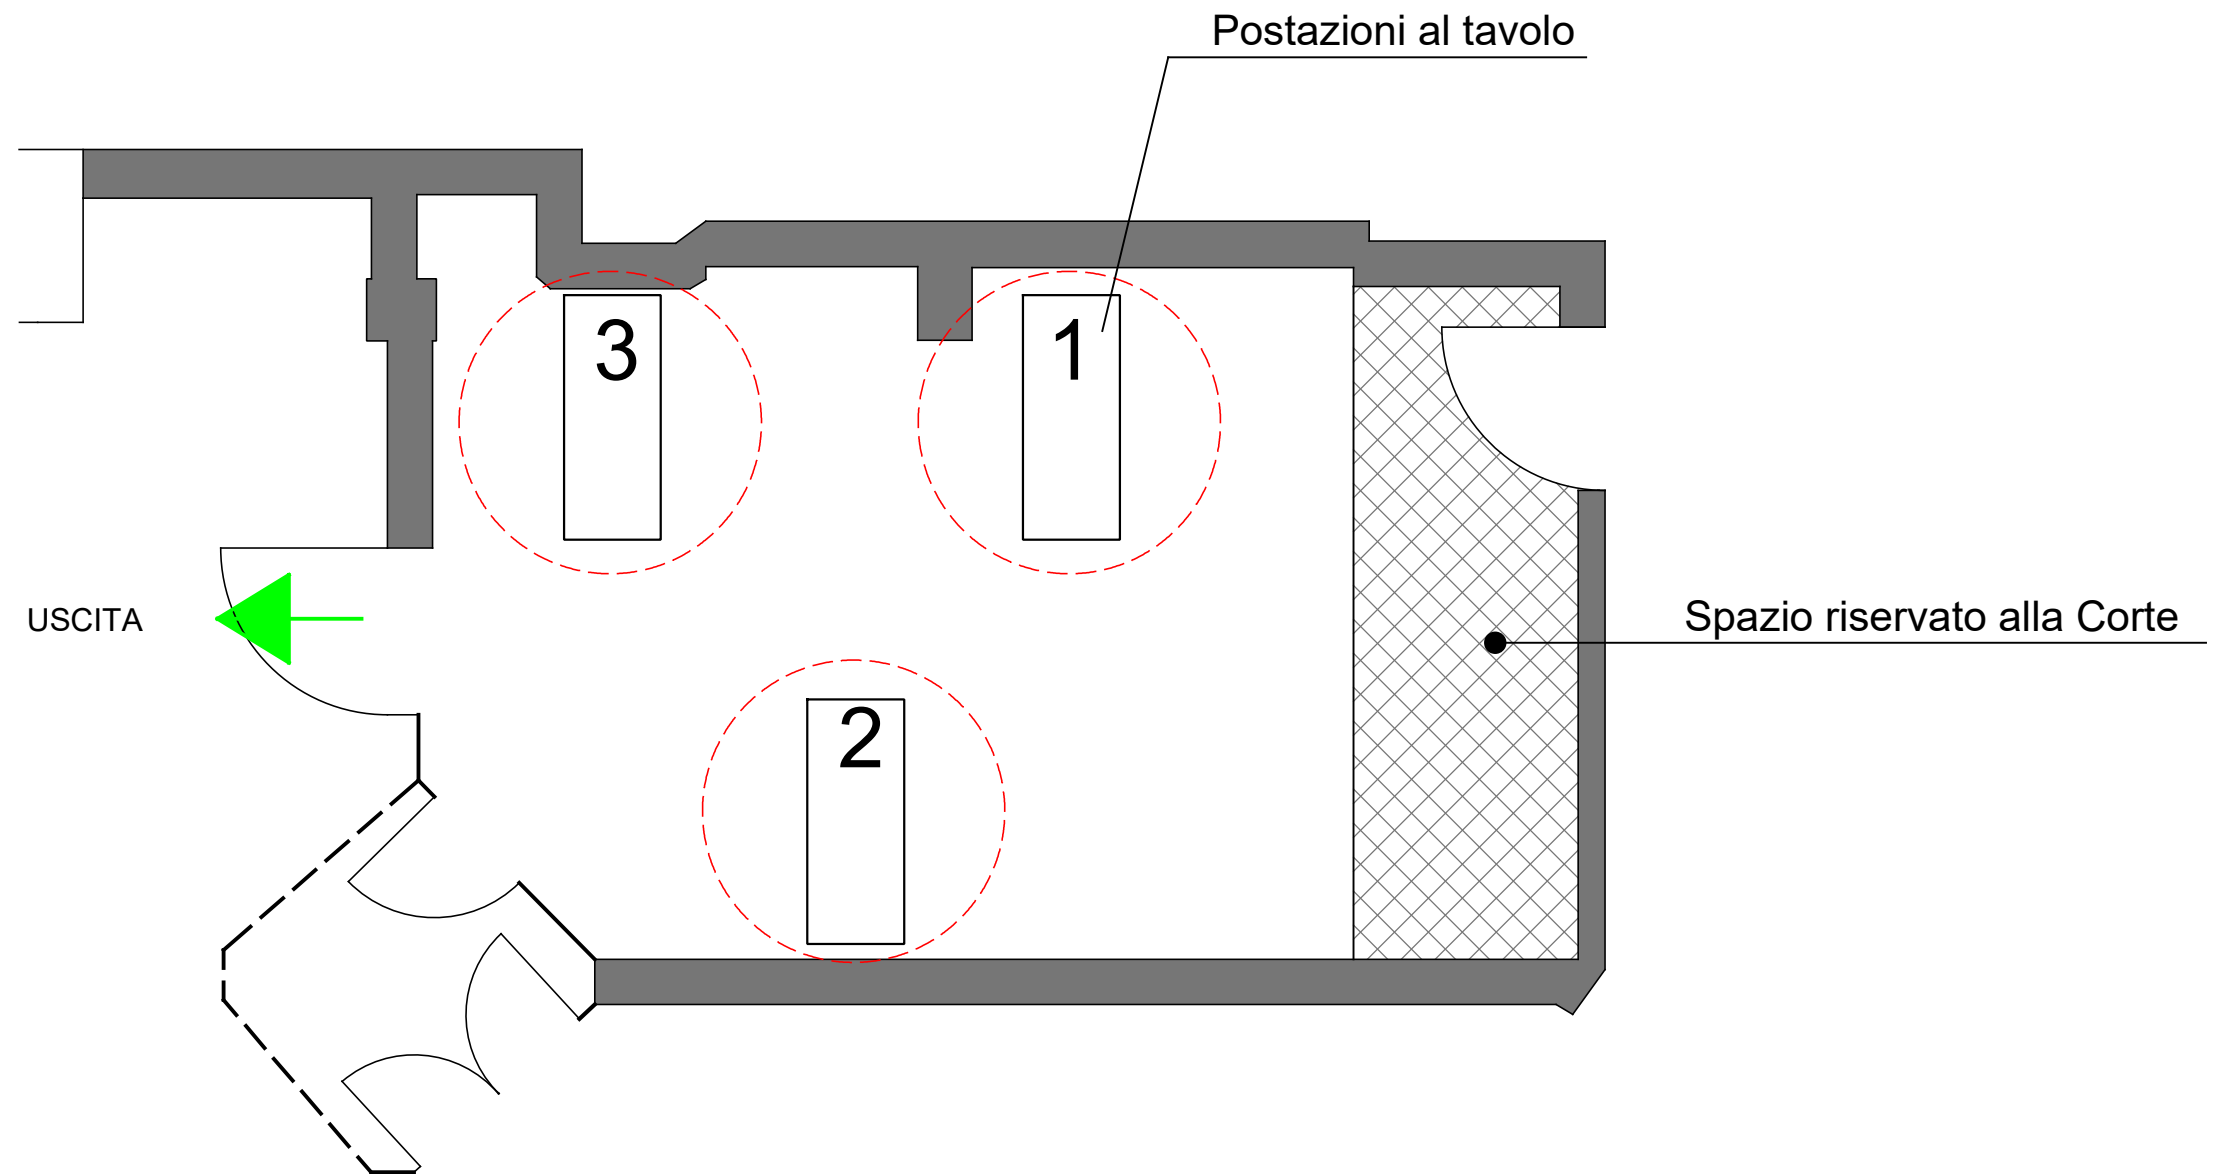 Postazioni al tavolo
3
1
USCITA
Spazio riservato alla Corte
2